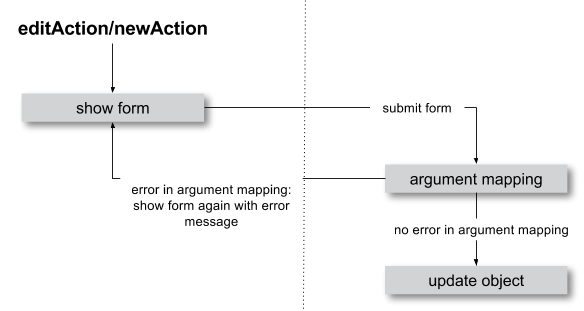 editAction/newAction
show form
submit form
argument mapping
error in argument mapping:
show form again with error
message
no error in argument mapping
update object